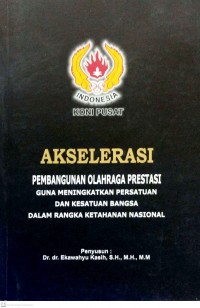 INDONESIA
KONI PUSAT
AKSELERASI
PEMBANGUNAN OLAHRAGA PRESTASI
GUNA MENINGKATKAN PERSATUAN
DAN KESATUAN BANGSA
DALAM RANGKA KETAHANAN NASIONAL
Penyusun :
Dr. dr. Ekawahyu Kasih, S.H., M.H., M.M